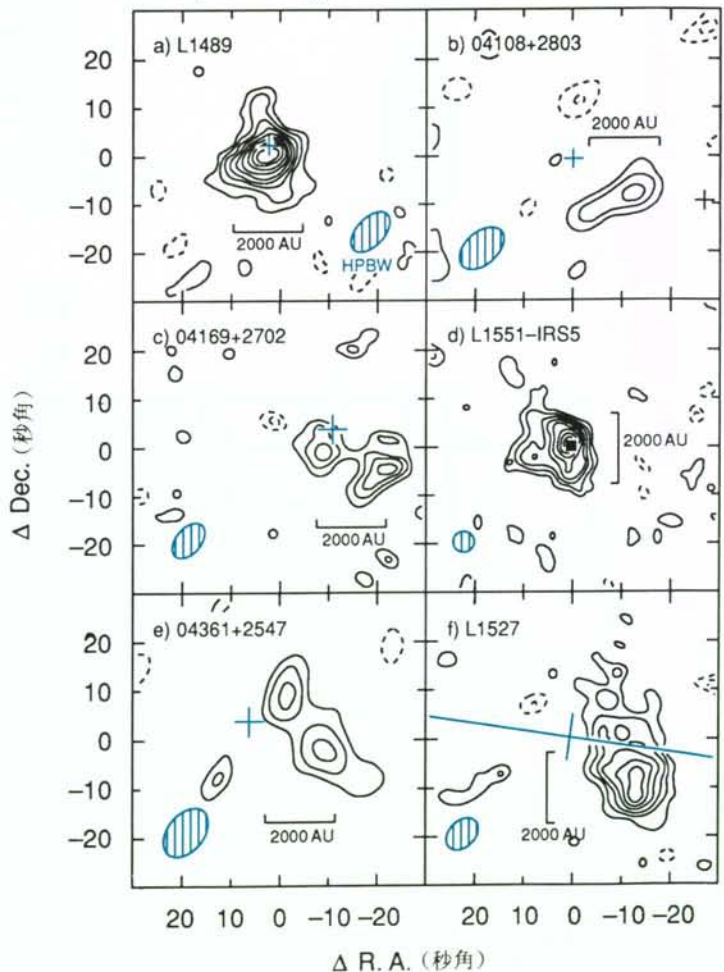 a) L1489
2000 AU
HPBW
b) 04108+2803
2000 AU
c) 04169+2702
2000 AU
d) L1551–IRS5
2000 AU
e) 04361+2547
2000 AU
f) L1527
2000 AU
20
10
0
−10
−20
20
10
0
−10
−20
20
10
0
−10
−20
Δ Dec. (秒角)
20 10 0 −10 −20 20 10 0 −10 −20
Δ R. A. (秒角)